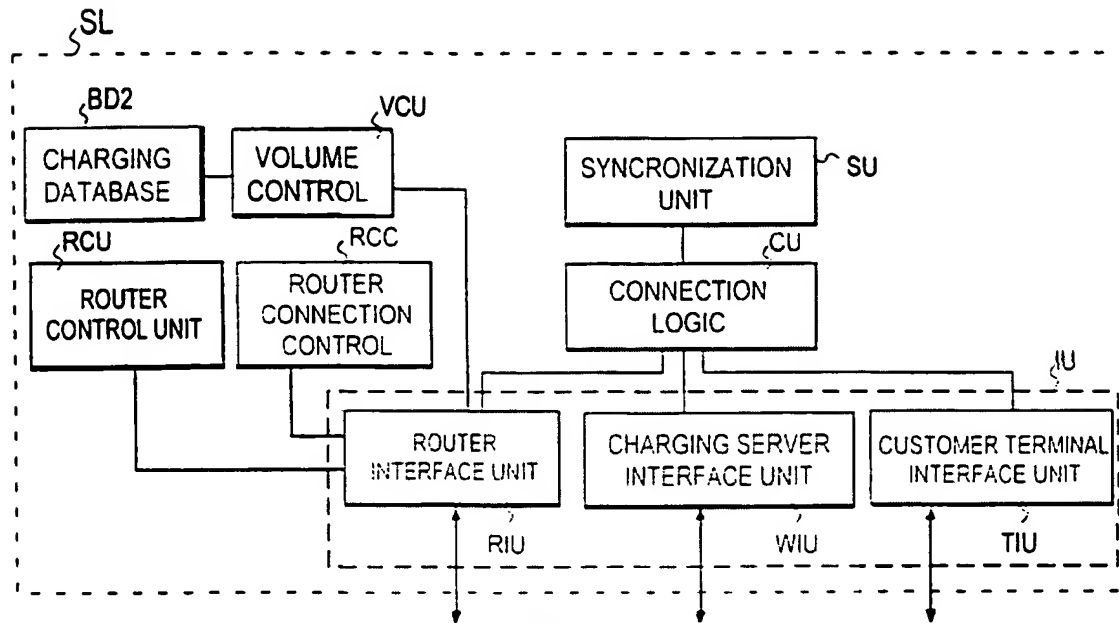 SL
BD2
VCU
CHARGING
DATABASE
VOLUME
CONTROL
SYNCRONIZATION
UNIT
SU
RCU
RCC
CU
ROUTER
CONTROL UNIT
ROUTER
CONNECTION
CONTROL
CONNECTION
LOGIC
IU
ROUTER
INTERFACE UNIT
CHARGING SERVER
INTERFACE UNIT
CUSTOMER TERMINAL
INTERFACE UNIT
RIU
WIU
TIU